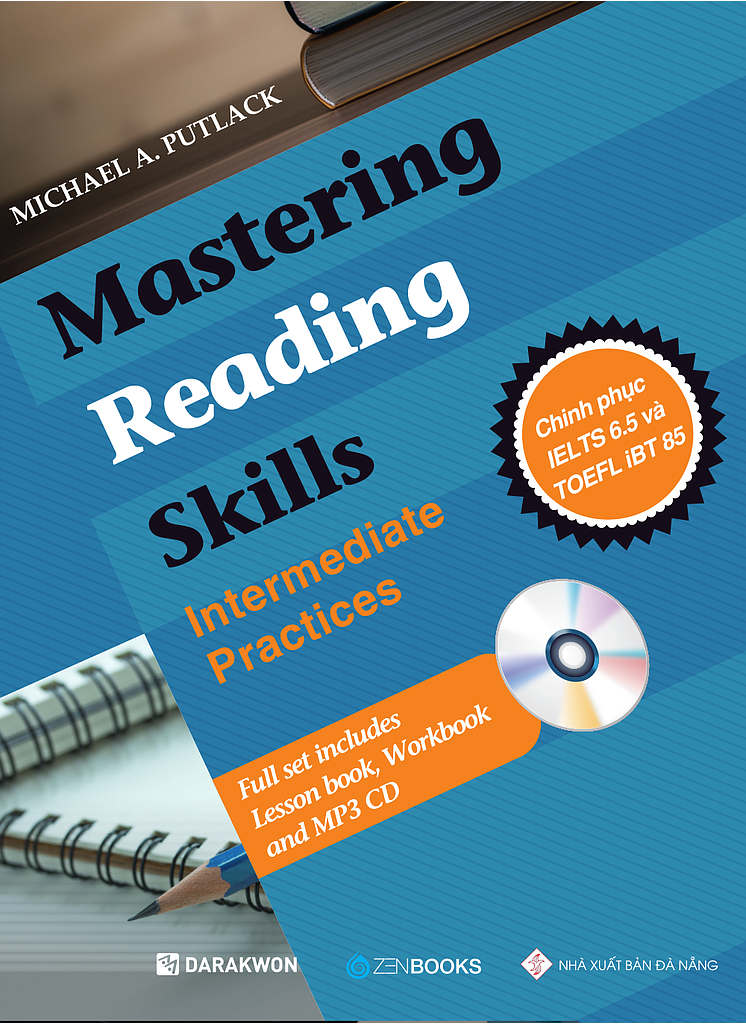 MICHAEL A. PUTLACK
Mastering
Reading
Skills
Intermediate
Practices
Chinh phục
IELTS 6.5 và
TOEFL iBT 85
Full set includes
Lesson book, Workbook
and MP3 CD
DARAKWON
ZENBOOKS
NHÀ XUẤT BẢN ĐÀ NẴNG